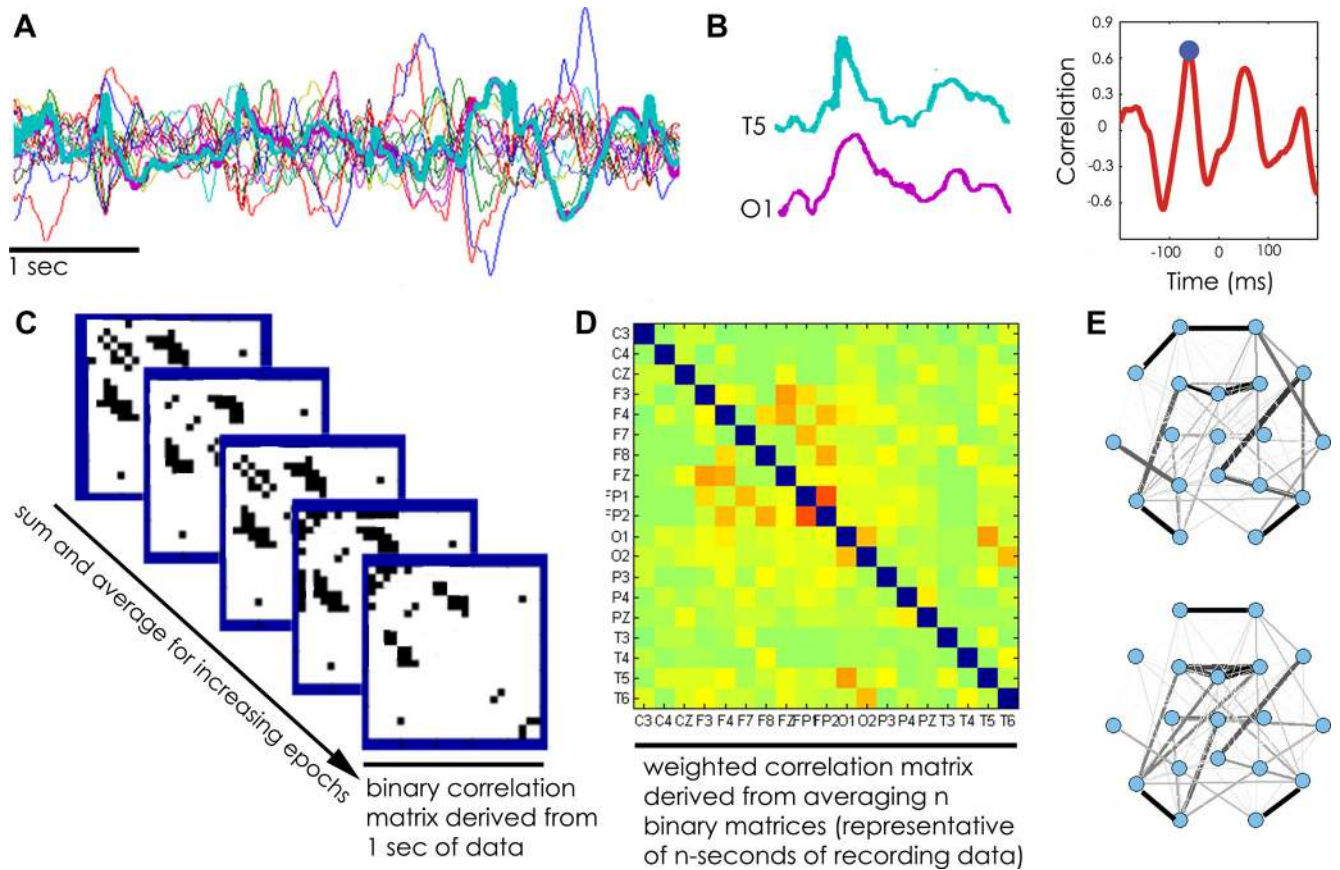 A
1 sec
B
T5
O1
Correlation
0.9
0.6
0.3
0
-0.3
-0.6
-100 0 100
Time (ms)
C
sum and average for increasing epochs
binary correlation
matrix derived from
1 sec of data
D
C3
C4
CZ
F3
F4
F7
F8
FZ
FP1
FP2
O1
O2
P3
P4
PZ
T3
T4
T5
T6
C3 C4 CZ F3 F4 F7 F8 FZ FP1 FP2 O1 O2 P3 P4 PZ T3 T4 T5 T6
weighted correlation matrix
derived from averaging n
binary matrices (representative
of n-seconds of recording data)
E